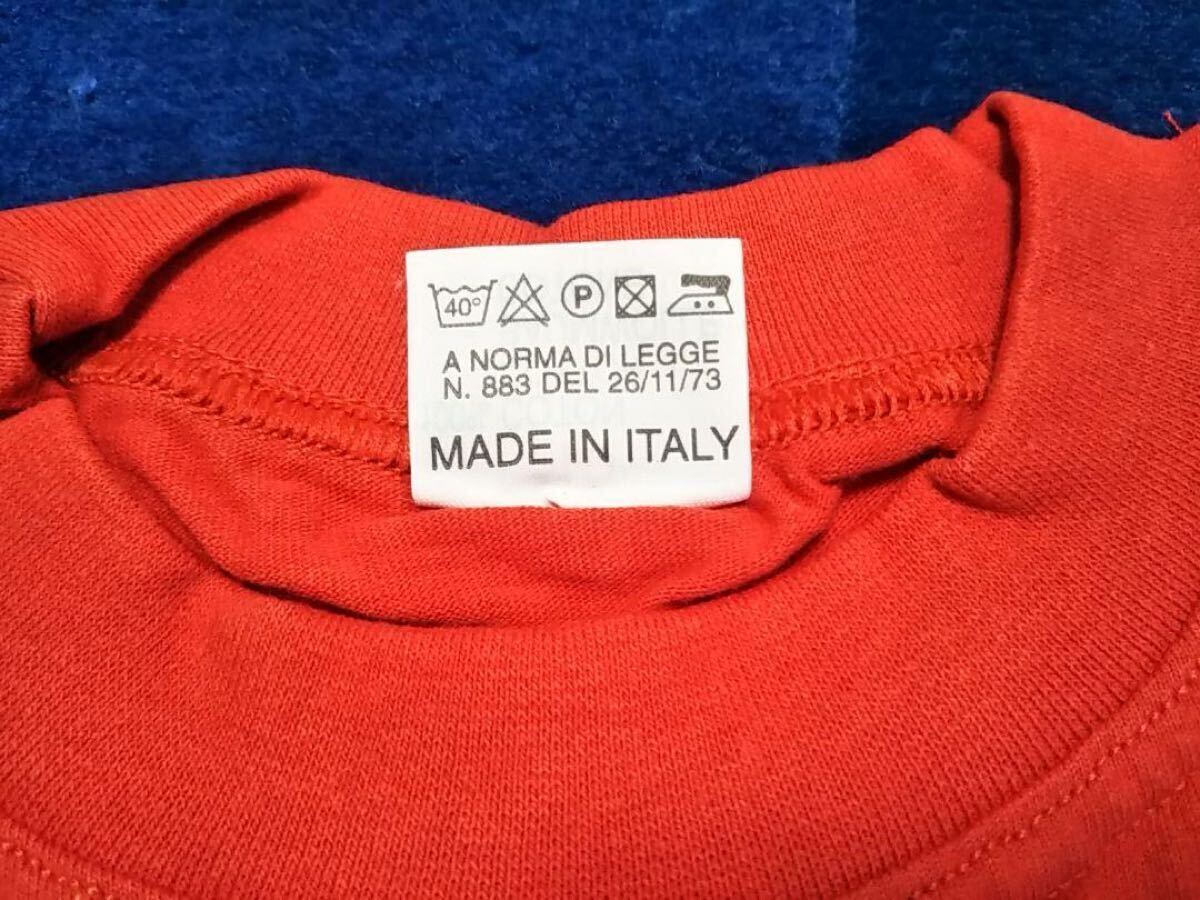 40° P
A NORMA DI LEGGE
N. 883 DEL 26/11/73
MADE IN ITALY